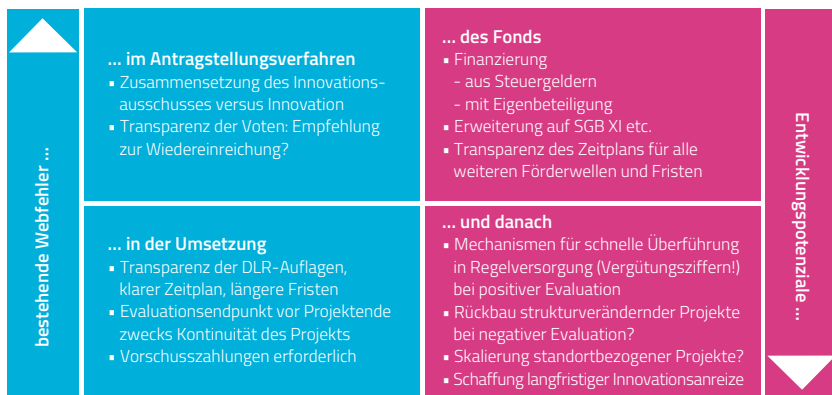 bestehende Webfehler ...
... im Antragstellungsverfahren
▪ Zusammensetzung des Innovations-
ausschusses versus Innovation
▪ Transparenz der Voten: Empfehlung
zur Wiedereinreichung?
... in der Umsetzung
▪ Transparenz der DLR-Auflagen,
klarer Zeitplan, längere Fristen
▪ Evaluationsendpunkt vor Projektende
zwecks Kontinuität des Projekts
▪ Vorschusszahlungen erforderlich
... des Fonds
▪ Finanzierung
- aus Steuergeldern
- mit Eigenbeteiligung
▪ Erweiterung auf SGB XI etc.
▪ Transparenz des Zeitplans für alle
weiteren Förderwellen und Fristen
... und danach
▪ Mechanismen für schnelle Überführung
in Regelversorgung (Vergütungsziffern!)
bei positiver Evaluation
▪ Rückbau strukturverändernder Projekte
bei negativer Evaluation?
▪ Skalierung standortbezogener Projekte?
▪ Schaffung langfristiger Innovationsanreize
Entwicklungspotenziale ...